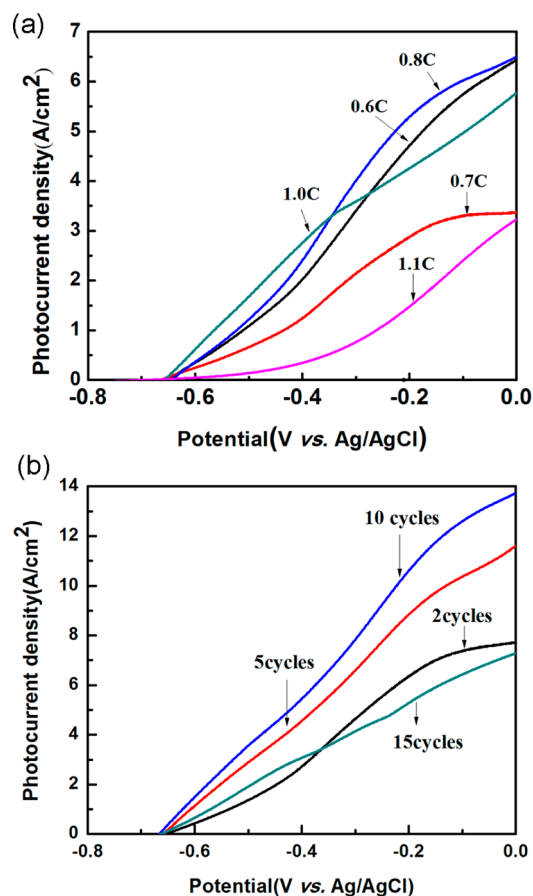 (a)
Photocurrent density(A/cm²)
7
6
5
4
3
2
1
0
0.8C
0.6C
1.0C
0.7C
1.1C
-0.8
-0.6
-0.4
-0.2
0.0
Potential(V vs. Ag/AgCl)
(b)
Photocurrent density(A/cm²)
14
12
10
8
6
4
2
0
10 cycles
2cycles
5cycles
15cycles
-0.8
-0.6
-0.4
-0.2
0.0
Potential(V vs. Ag/AgCl)